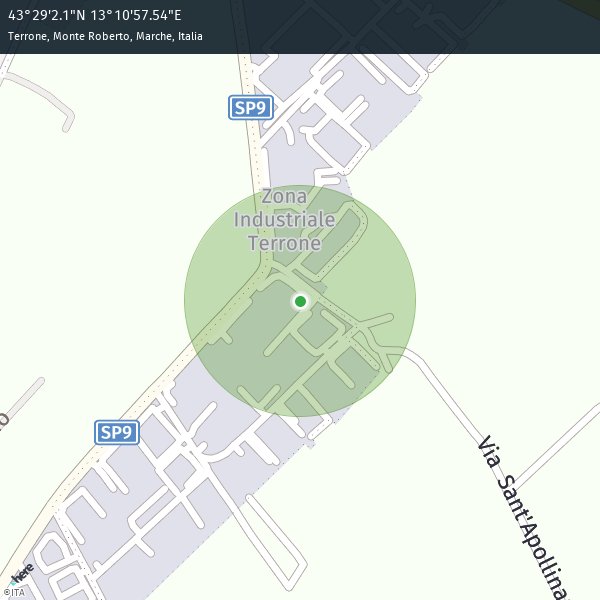 43°29'2.1"N 13°10'57.54"E
Terrone, Monte Roberto, Marche, Italia
SP9
Zona
Industriale
Terrone
SP9
Via Sant'Apollina
here
©ITA